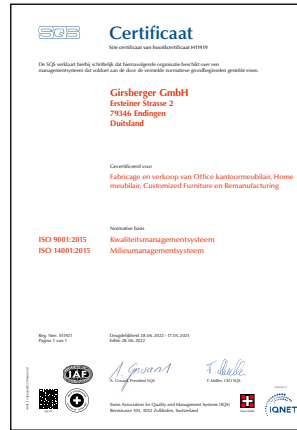 SQS
Certificaat
Site certificaat van hoofdcertificaat H11919
De SQS verklaart hierbij schriftelijk dat hiernavolgende organisatie beschikt over een
managementsysteem dat voldoet aan de door de vermelde normatieve grondbeginselen gestelde eisen.
Girsberger GmbH
Ersteiner Strasse 2
79346 Endingen
Duitsland
Gecertificeerd voor
Fabricage en verkoop van Office kantoormeubilair, Home
meubilair, Customized Furniture en Remanufacturing
Normatieve basis
ISO 9001:2015 Kwaliteitsmanagementsysteem
ISO 14001:2015 Milieumanagementsysteem
Reg. Nmr. Deugdelijkheid 28.06.2022 – 17.05.2025
Pagina 1 van 1 Editie 28.06.2022
IAF
A. Grisard, President SQS
F. Müller, CEO SQS
Swiss Association for Quality and Management Systems (SQS)
Bernstrasse 103, 3052 Zollikofen, Switzerland
IQNET